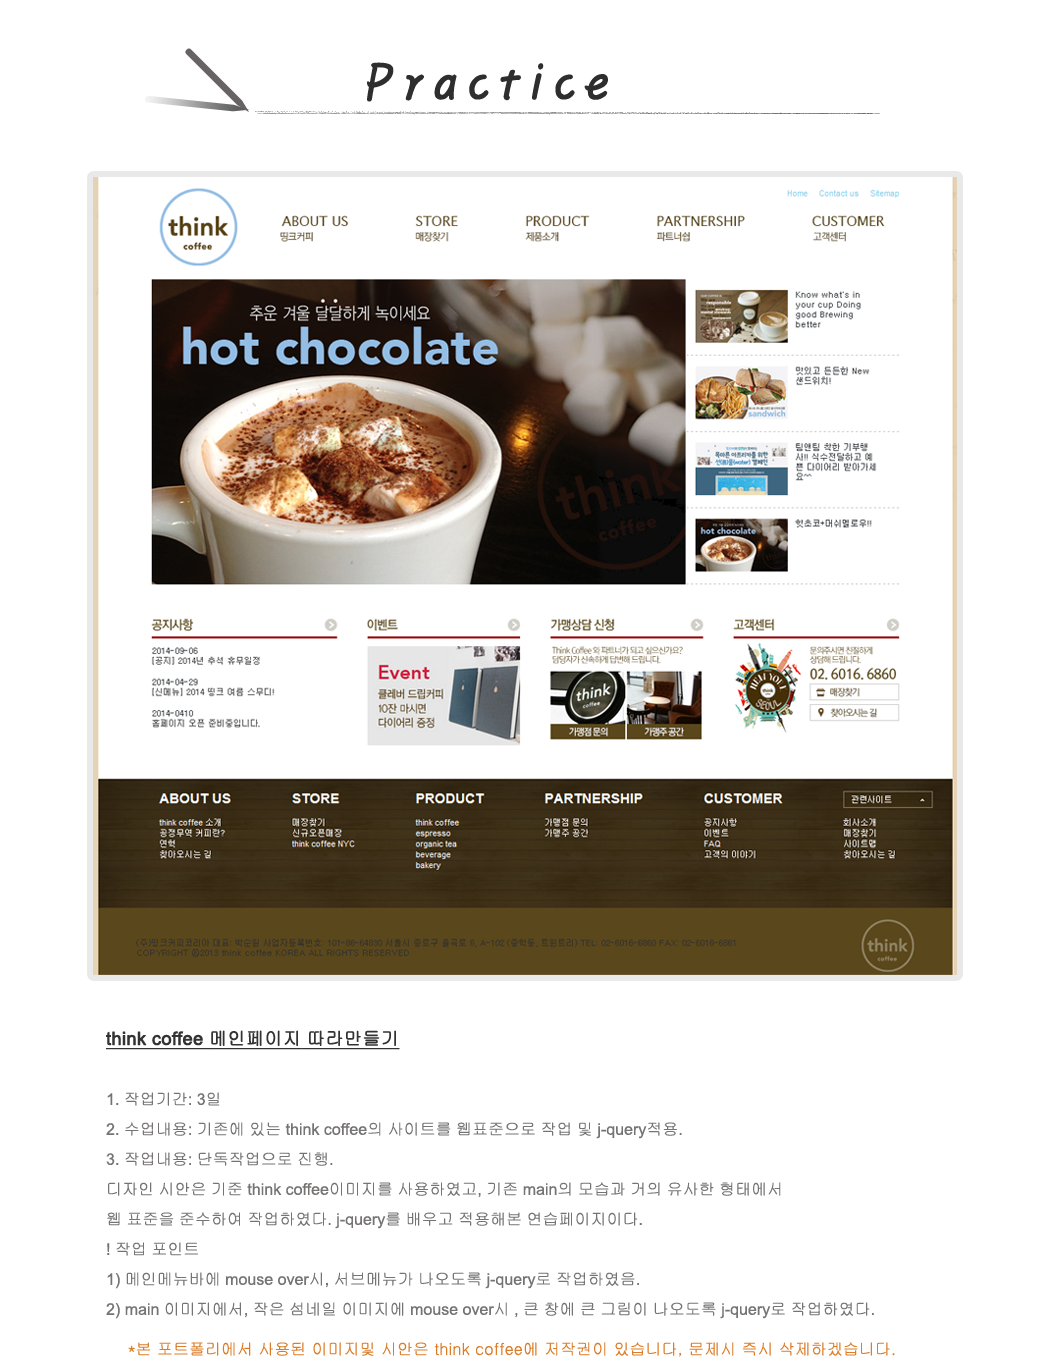 Practice
Home Contact us Sitemap
think
coffee
ABOUT US STORE PRODUCT PARTNERSHIP CUSTOMER
띵크커피 매장찾기 제품소개 파트너쉽 고객센터
추운 겨울 달달하게 녹이세요
hot chocolate
think
coffee
Know what's in
your cup Doing
good Brewing
better
맛있고 든든한 New
샌드위치!
sandwich
팀앤팀 착한 기부행
사!! 식수전달하고 예
쁜 다이어리 받아가세
요^^
hot chocolate
핫초코+머쉬멜로우!!
공지사항
2014-09-06
[공지] 2014년 추석 휴무일정
2014-04-29
[신메뉴] 2014 띵크 여름 스무디!
2014-0410
홈페이지 오픈 준비중입니다.
이벤트
Event
클레버 드립커피
10잔 마시면
다이어리 증정
가맹상담 신청
Think Coffee 와 파트너가 되고 싶으신가요?
담당자가 신속하게 답변해 드립니다.
think
coffee
가맹점 문의 가맹주 공간
고객센터
문의주시면 친절하게
상담해 드립니다.
02. 6016. 6860
매장찾기
찾아오시는 길
SEOUL
ABOUT US STORE PRODUCT PARTNERSHIP CUSTOMER 관련사이트
think coffee 소개 매장찾기 think coffee 가맹점 문의 공지사항 회사소개
공정무역 커피란? 신규오픈매장 espresso 가맹주 공간 이벤트 매장찾기
연혁 think coffee NYC organic tea FAQ 사이트맵
찾아오시는 길 beverage 고객의 이야기 찾아오시는 길
bakery
COPYRIGHT ©2013 think coffee KOREA ALL RIGHTS RESERVED
think
coffee
think coffee 메인페이지 따라만들기
1. 작업기간: 3일
2. 수업내용: 기존에 있는 think coffee의 사이트를 웹표준으로 작업 및 j-query적용.
3. 작업내용: 단독작업으로 진행.
디자인 시안은 기준 think coffee이미지를 사용하였고, 기존 main의 모습과 거의 유사한 형태에서
웹 표준을 준수하여 작업하였다. j-query를 배우고 적용해본 연습페이지이다.
! 작업 포인트
1) 메인메뉴바에 mouse over시, 서브메뉴가 나오도록 j-query로 작업하였음.
2) main 이미지에서, 작은 섬네일 이미지에 mouse over시 , 큰 창에 큰 그림이 나오도록 j-query로 작업하였다.
*본 포트폴리에서 사용된 이미지및 시안은 think coffee에 저작권이 있습니다, 문제시 즉시 삭제하겠습니다.